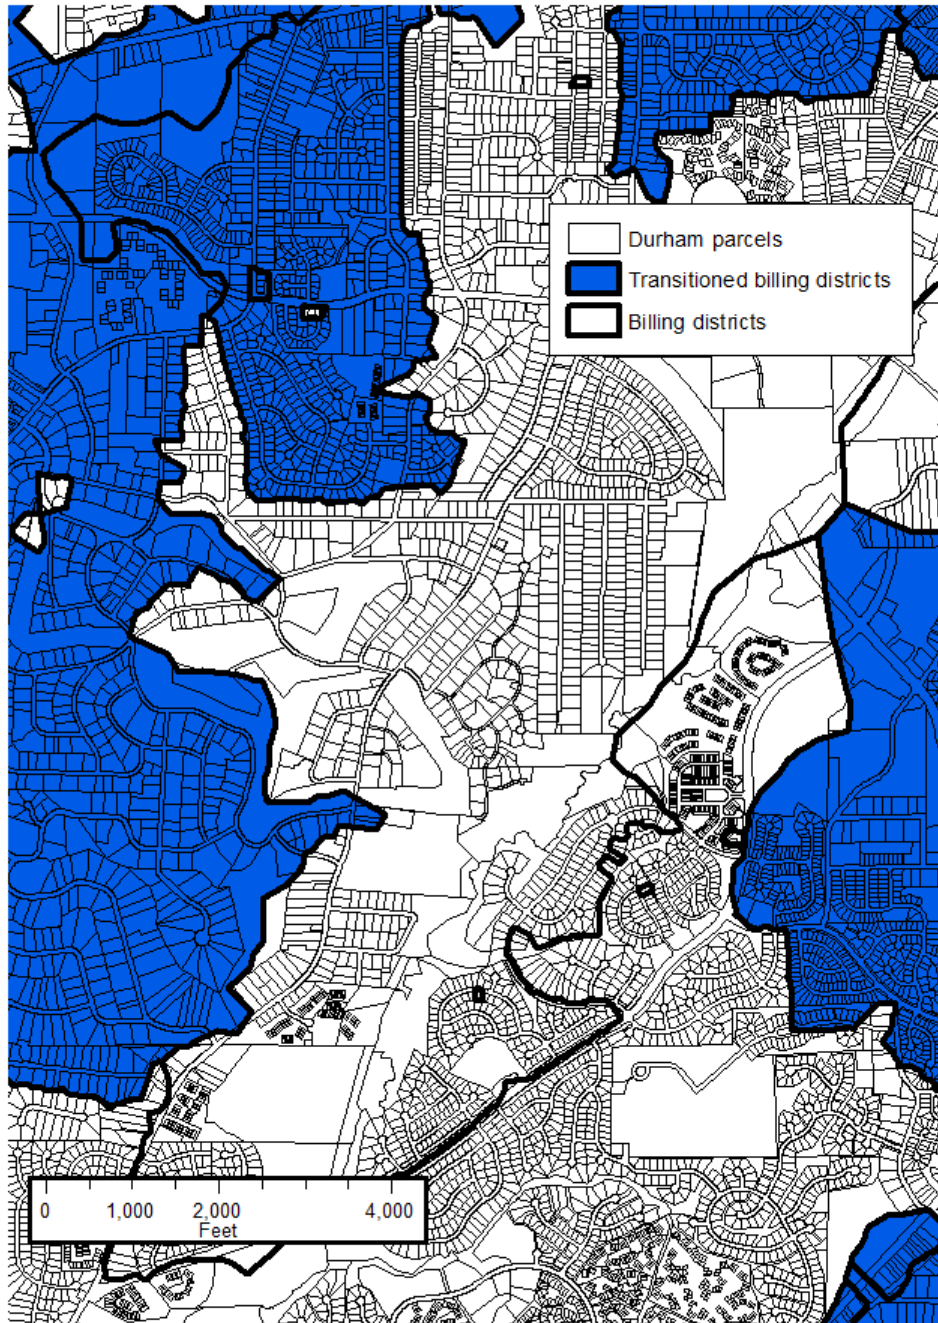 Durham parcels
Transitioned billing districts
Billing districts
0 1,000 2,000 4,000
Feet